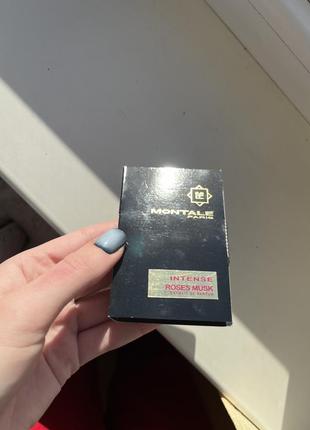 MONTALE
PARIS
INTENSE
ROSES MUSK
EXTRAIT DE PARFUM